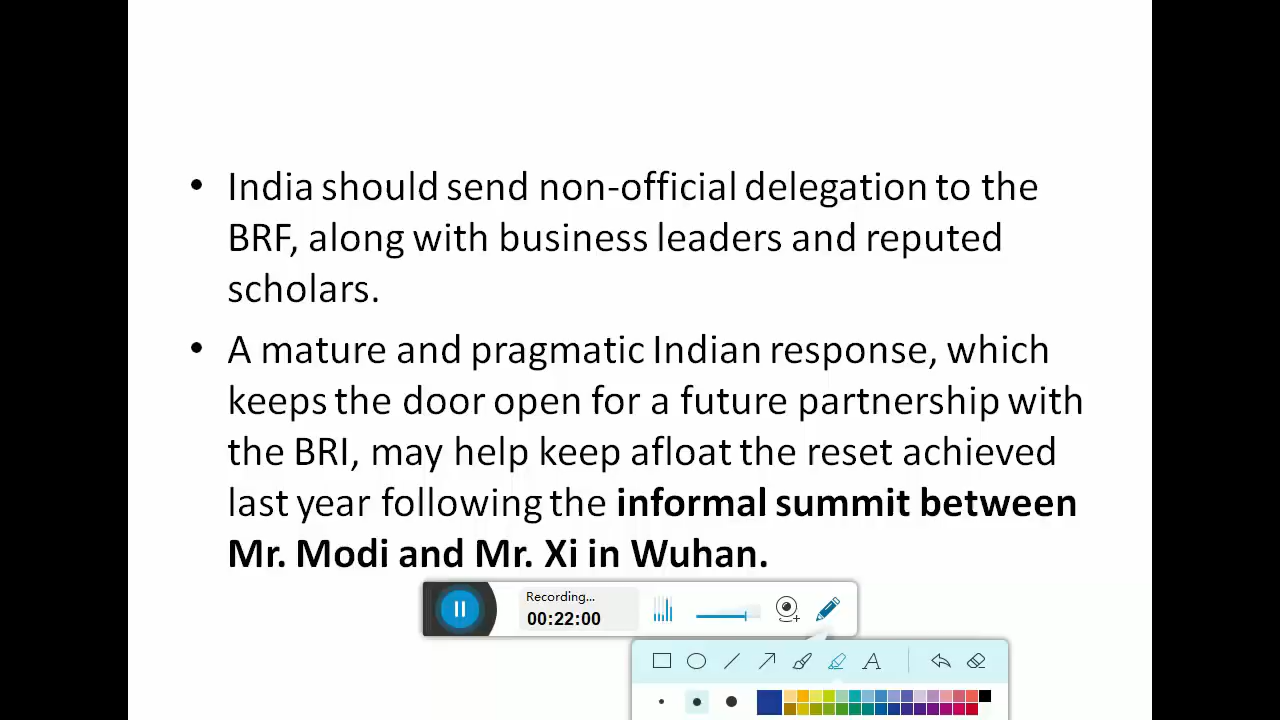 • India should send non-official delegation to the
BRF, along with business leaders and reputed
scholars.
• A mature and pragmatic Indian response, which
keeps the door open for a future partnership with
the BRI, may help keep afloat the reset achieved
last year following the informal summit between
Mr. Modi and Mr. Xi in Wuhan.
Recording...
00:22:00
A